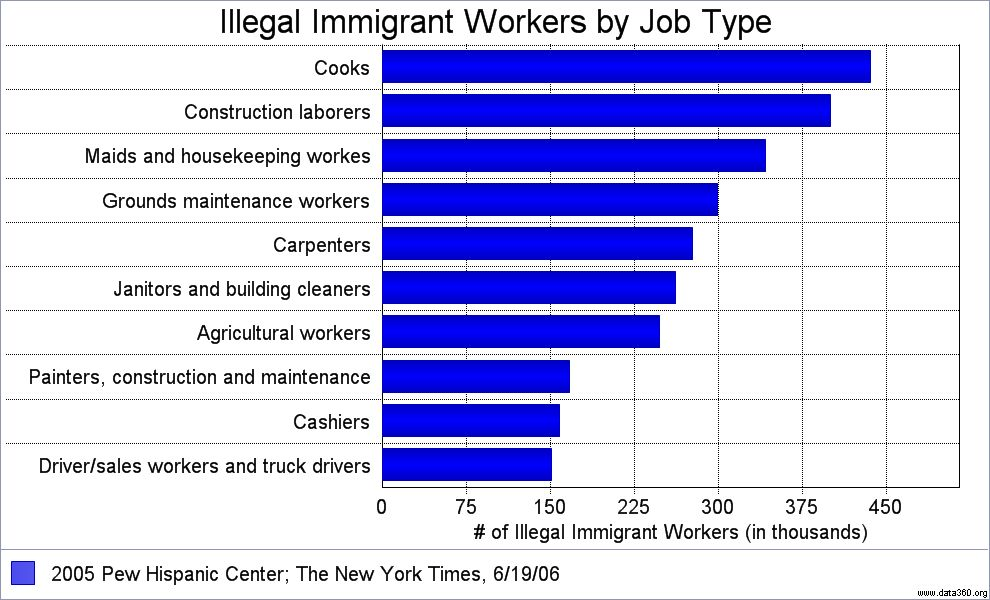 Illegal Immigrant Workers by Job Type
Cooks
Construction laborers
Maids and housekeeping workes
Grounds maintenance workers
Carpenters
Janitors and building cleaners
Agricultural workers
Painters, construction and maintenance
Cashiers
Driver/sales workers and truck drivers
0 75 150 225 300 375 450
# of Illegal Immigrant Workers (in thousands)
2005 Pew Hispanic Center; The New York Times, 6/19/06
www.data360.org